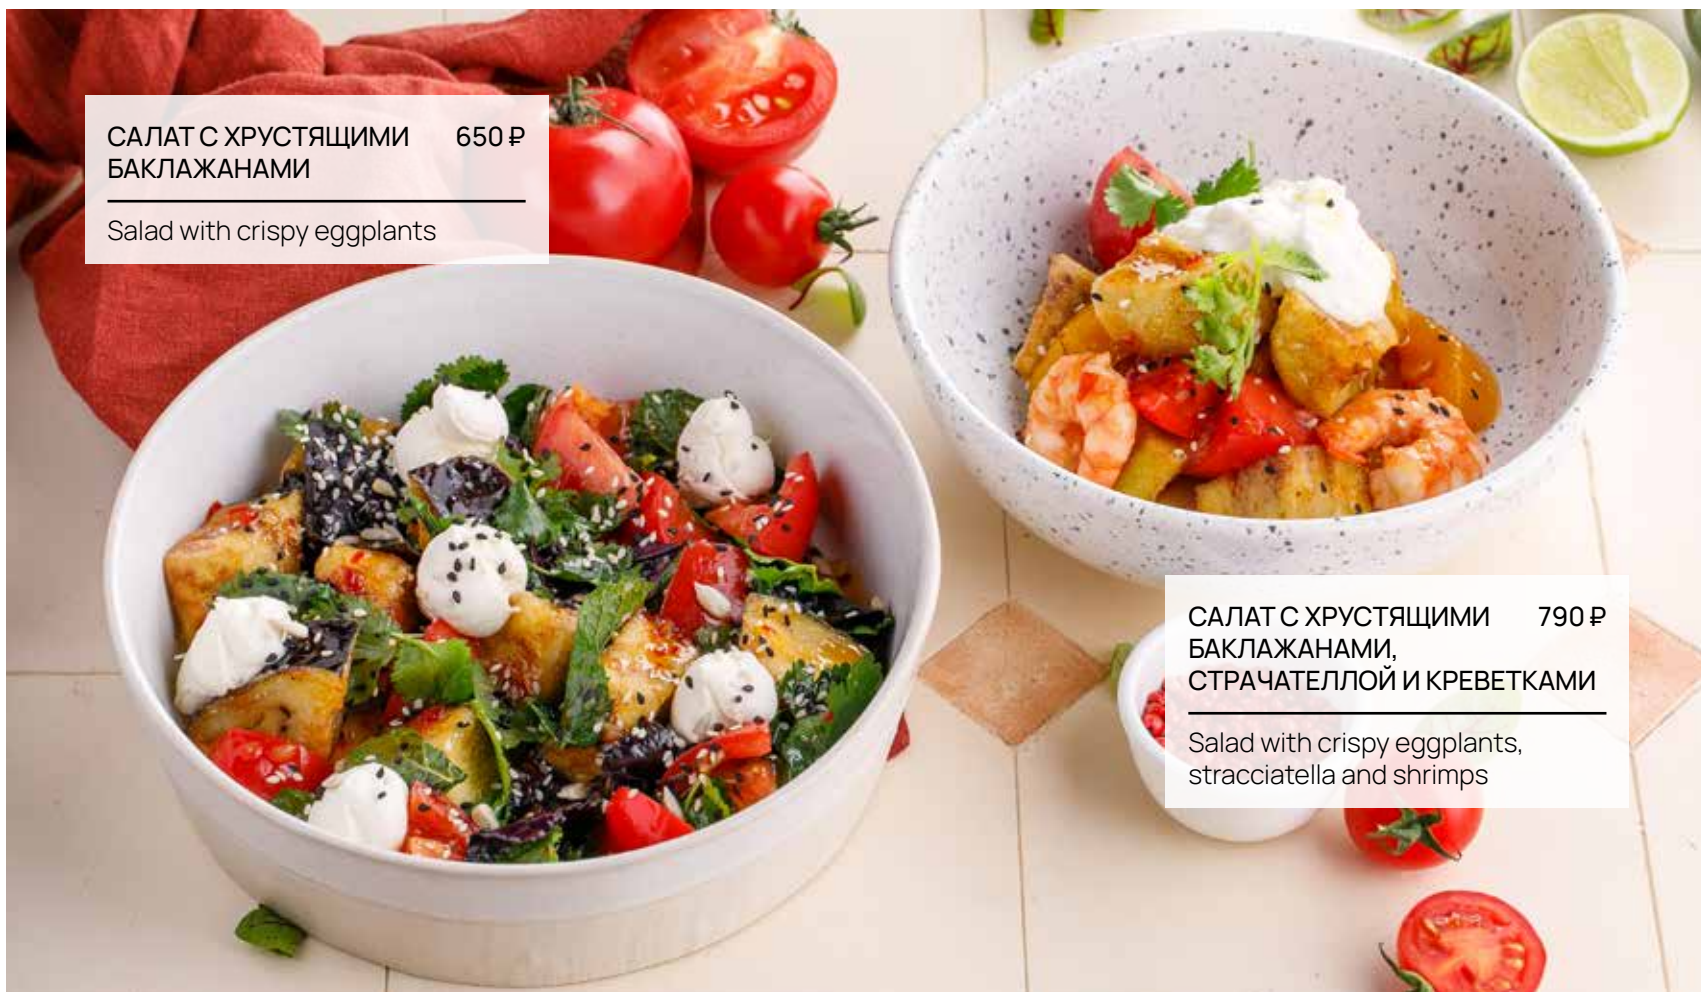 САЛАТ С ХРУСТЯЩИМИ 650 ₽
БАКЛАЖАНАМИ
Salad with crispy eggplants
САЛАТ С ХРУСТЯЩИМИ 790 ₽
БАКЛАЖАНАМИ,
СТРАЧАТЕЛЛОЙ И КРЕВЕТКАМИ
Salad with crispy eggplants,
stracciatella and shrimps